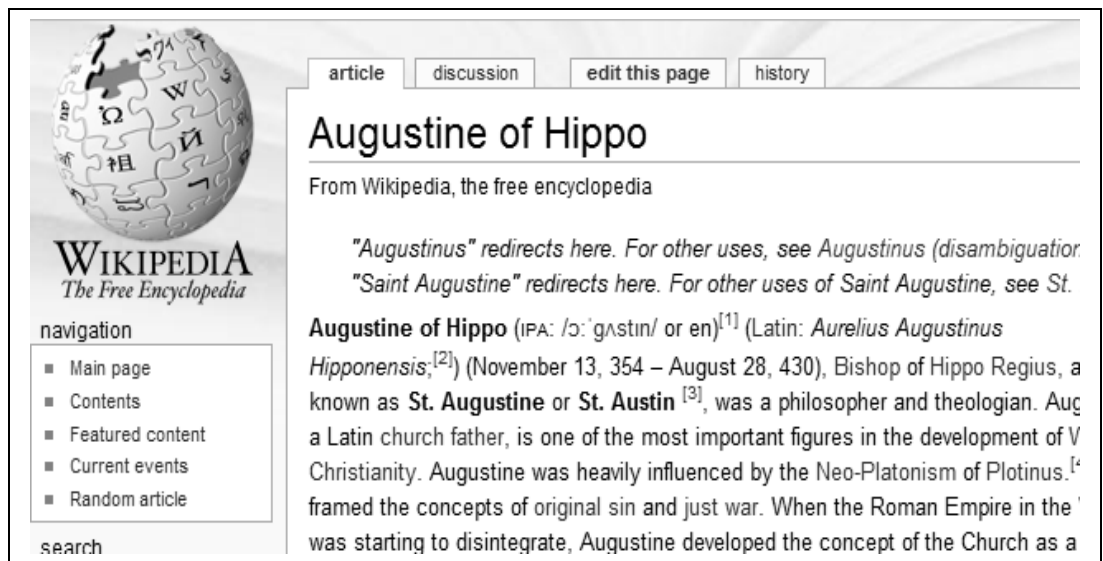 article
discussion
edit this page
history
Augustine of Hippo
From Wikipedia, the free encyclopedia
"Augustinus" redirects here. For other uses, see Augustinus (disambiguation
"Saint Augustine" redirects here. For other uses of Saint Augustine, see St.
Augustine of Hippo (IPA: /ɔːˈgʌstɪn/ or en)[1] (Latin: Aurelius Augustinus
Hipponensis;[2]) (November 13, 354 – August 28, 430), Bishop of Hippo Regius, a
known as St. Augustine or St. Austin [3], was a philosopher and theologian. Aug
a Latin church father, is one of the most important figures in the development of
Christianity. Augustine was heavily influenced by the Neo-Platonism of Plotinus.
framed the concepts of original sin and just war. When the Roman Empire in the
was starting to disintegrate, Augustine developed the concept of the Church as a
Ω
W
И
祖
WIKIPEDIA
The Free Encyclopedia
navigation
Main page
Contents
Featured content
Current events
Random article
search